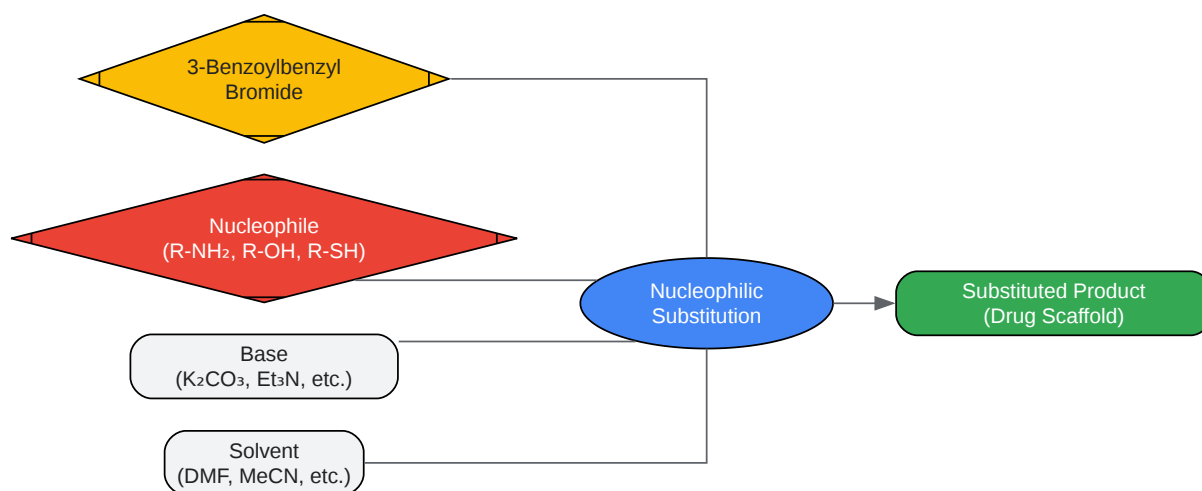 3-Benzoylbenzyl
Bromide
Nucleophile
(R-NH₂, R-OH, R-SH)
Nucleophilic
Substitution
Substituted Product
(Drug Scaffold)
Base
(K₂CO₃, Et₃N, etc.)
Solvent
(DMF, MeCN, etc.)